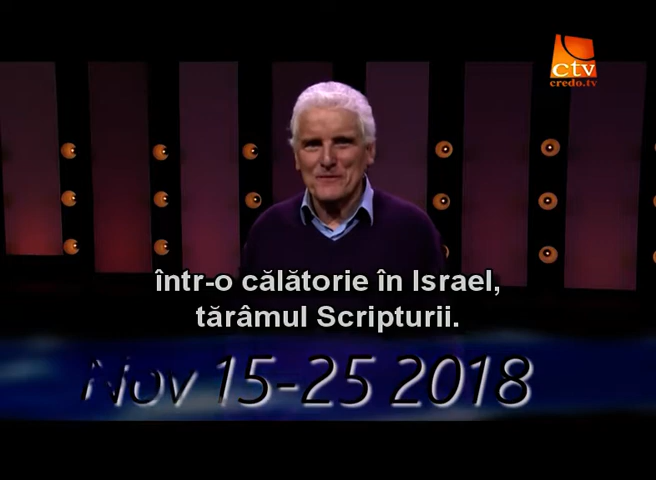 ctv
credo.tv
într-o călătorie în Israel,
tărâmul Scripturii.
Nov 15-25 2018